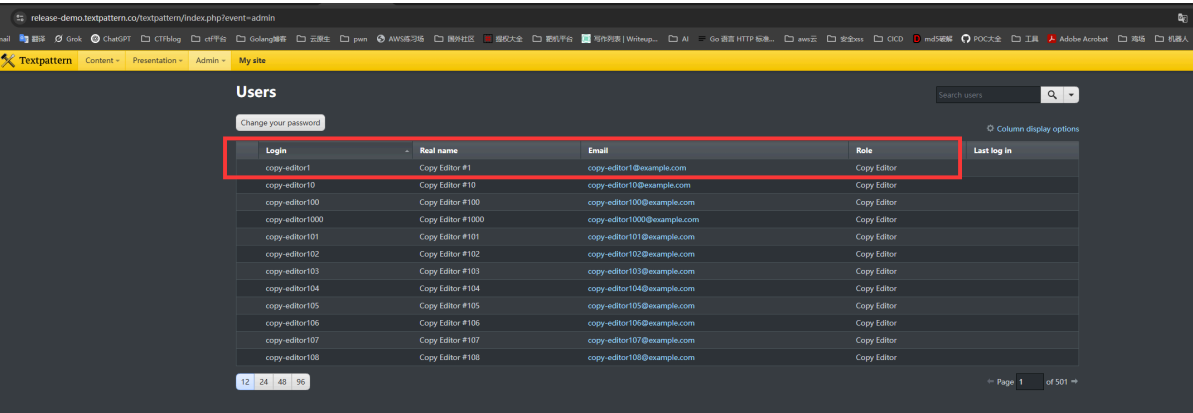 release-demo.textpattern.co/textpattern/index.php?event=admin
nail 翻译 Grok ChatGPT CTFblog ctf平台 Golang博客 云原生 pwn AWS练习场 国外社区 提权大全 靶机平台 写作列表 | Writeup... AI Go 语言 HTTP 标准... aws云 安全xss CICD md5破解 POC大全 工具 Adobe Acrobat 鸡场 机器人
Textpattern Content Presentation Admin My site
Users
Search users
Change your password
Column display options
Login Real name Email Role Last log in
copy-editor1 Copy Editor #1 copy-editor1@example.com Copy Editor
copy-editor10 Copy Editor #10 copy-editor10@example.com Copy Editor
copy-editor100 Copy Editor #100 copy-editor100@example.com Copy Editor
copy-editor1000 Copy Editor #1000 copy-editor1000@example.com Copy Editor
copy-editor101 Copy Editor #101 copy-editor101@example.com Copy Editor
copy-editor102 Copy Editor #102 copy-editor102@example.com Copy Editor
copy-editor103 Copy Editor #103 copy-editor103@example.com Copy Editor
copy-editor104 Copy Editor #104 copy-editor104@example.com Copy Editor
copy-editor105 Copy Editor #105 copy-editor105@example.com Copy Editor
copy-editor106 Copy Editor #106 copy-editor106@example.com Copy Editor
copy-editor107 Copy Editor #107 copy-editor107@example.com Copy Editor
copy-editor108 Copy Editor #108 copy-editor108@example.com Copy Editor
12 24 48 96 ← Page 1 of 501 →